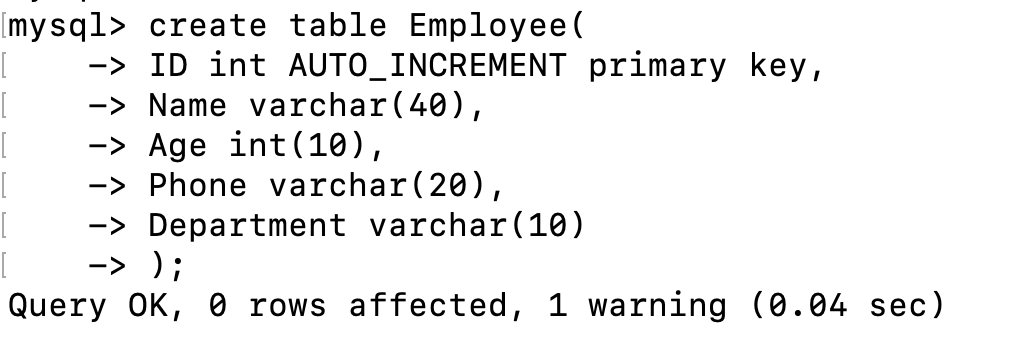 mysql> create table Employee(
-> ID int AUTO_INCREMENT primary key,
-> Name varchar(40),
-> Age int(10),
-> Phone varchar(20),
-> Department varchar(10)
-> );
Query OK, 0 rows affected, 1 warning (0.04 sec)